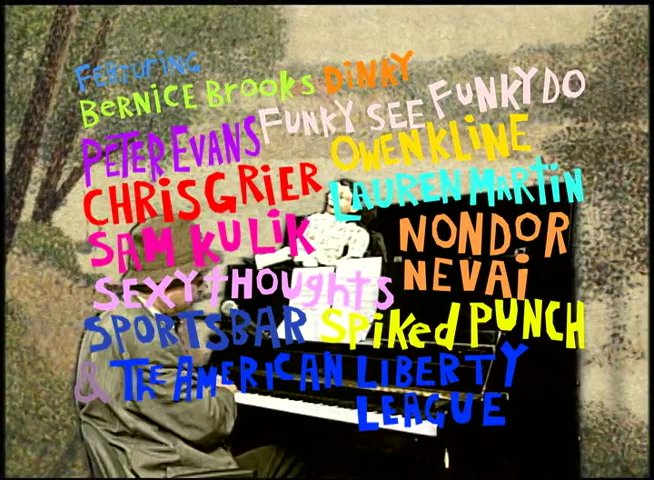 FEATURING
BERNICE BROOKS DINKY
FUNKY SEE FUNKY DO
PETER EVANS OWEN KLINE
CHRIS GRIER LAUREN MARTIN
SAM KULIK NONDOR NEVAI
SEXY THOUGHTS
SPORTSBAR SPIKED PUNCH
& THE AMERICAN LIBERTY LEAGUE